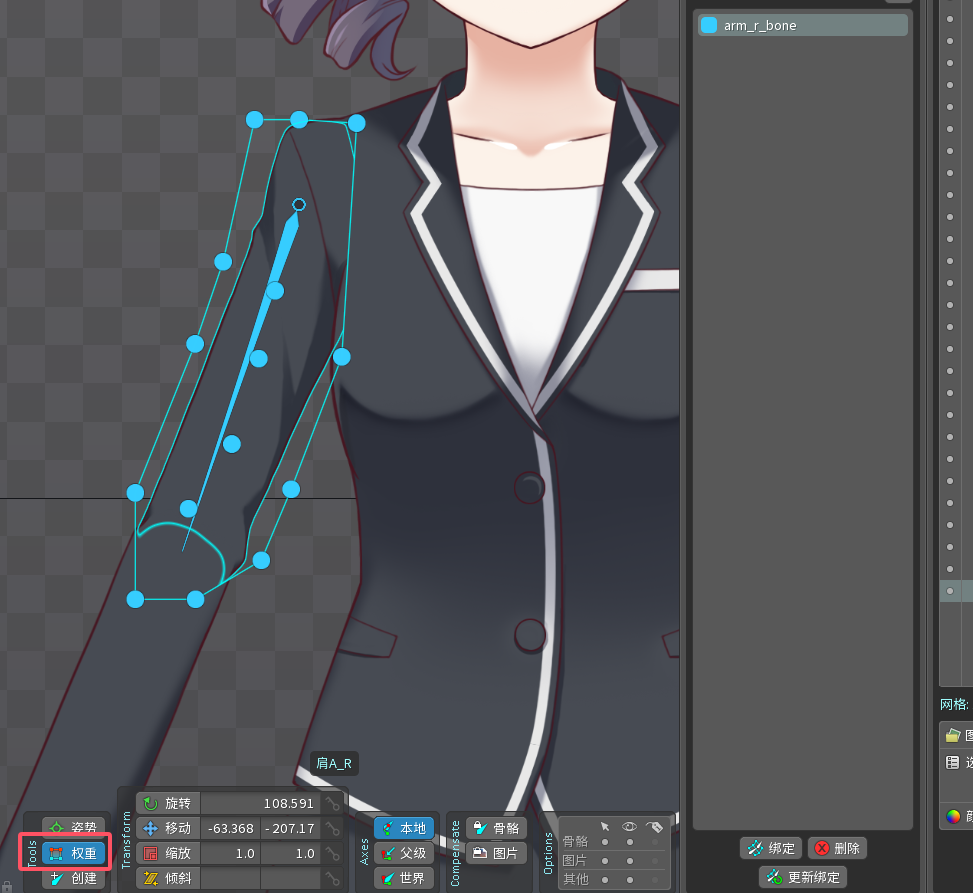 arm_r_bone
肩A_R
网格:
绑定
删除
更新绑定
Tools
姿势
权重
创建
Transform
旋转 108.591
移动 -63.368 -207.17
缩放 1.0 1.0
倾斜
Axes
本地
父级
世界
Compensate
骨骼
图片
Options
骨骼
图片
其他